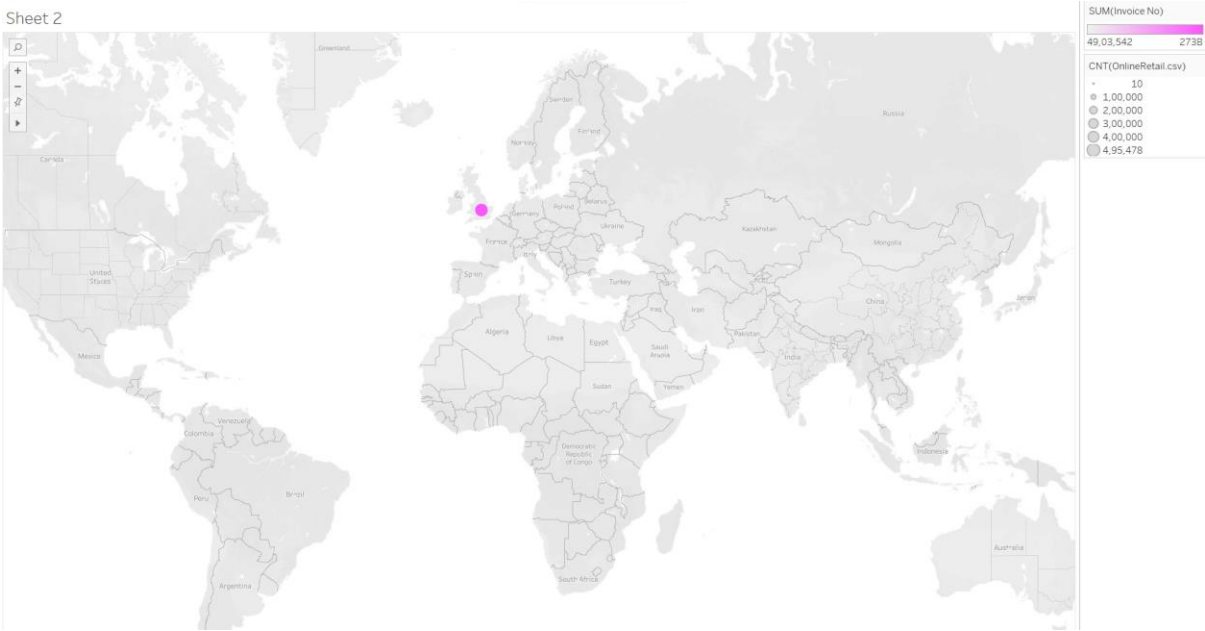 Sheet 2
SUM(Invoice No)
49,03,542 273B
CNT(OnlineRetail.csv)
10
1,00,000
2,00,000
3,00,000
4,00,000
4,95,478
Greenland
Sweden
Finland
Norway
Russia
Canada
Poland
Belarus
Germany
Ukraine
France
Kazakhstan
Mongolia
Italy
United
States
Spain
Turkey
China
Japan
Algeria
Libya
Egypt
Iraq
Iran
Pakistan
Saudi
Arabia
India
Mexico
Sudan
Yemen
Venezuela
Colombia
Democratic
Republic
of Congo
Indonesia
Peru
Brazil
Australia
South Africa
Argentina